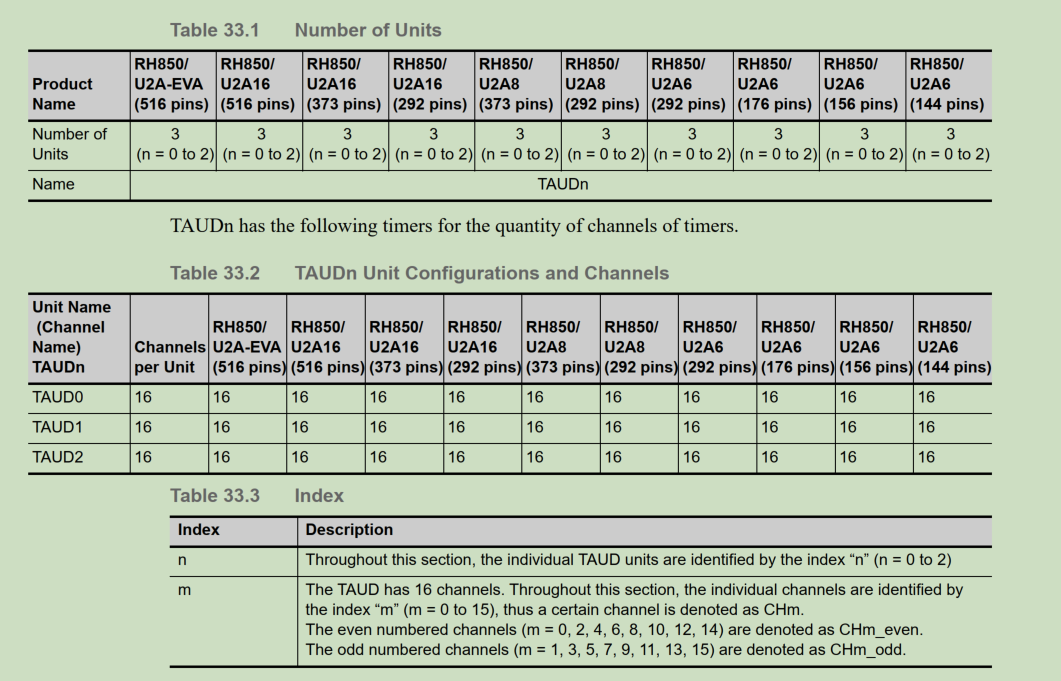 Table 33.1 Number of Units
Product Name RH850/ U2A-EVA (516 pins) RH850/ U2A16 (516 pins) RH850/ U2A16 (373 pins) RH850/ U2A16 (292 pins) RH850/ U2A8 (373 pins) RH850/ U2A8 (292 pins) RH850/ U2A6 (292 pins) RH850/ U2A6 (176 pins) RH850/ U2A6 (156 pins) RH850/ U2A6 (144 pins)
Number of Units 3 (n = 0 to 2) 3 (n = 0 to 2) 3 (n = 0 to 2) 3 (n = 0 to 2) 3 (n = 0 to 2) 3 (n = 0 to 2) 3 (n = 0 to 2) 3 (n = 0 to 2) 3 (n = 0 to 2) 3 (n = 0 to 2)
Name TAUDn
TAUDn has the following timers for the quantity of channels of timers.
Table 33.2 TAUDn Unit Configurations and Channels
Unit Name (Channel Name) TAUDn Channels per Unit RH850/ U2A-EVA (516 pins) RH850/ U2A16 (516 pins) RH850/ U2A16 (373 pins) RH850/ U2A16 (292 pins) RH850/ U2A8 (373 pins) RH850/ U2A8 (292 pins) RH850/ U2A6 (292 pins) RH850/ U2A6 (176 pins) RH850/ U2A6 (156 pins) RH850/ U2A6 (144 pins)
TAUD0 16 16 16 16 16 16 16 16 16 16 16
TAUD1 16 16 16 16 16 16 16 16 16 16 16
TAUD2 16 16 16 16 16 16 16 16 16 16 16
Table 33.3 Index
Index Description
n Throughout this section, the individual TAUD units are identified by the index “n” (n = 0 to 2)
m The TAUD has 16 channels. Throughout this section, the individual channels are identified by
the index “m” (m = 0 to 15), thus a certain channel is denoted as CHm.
The even numbered channels (m = 0, 2, 4, 6, 8, 10, 12, 14) are denoted as CHm_even.
The odd numbered channels (m = 1, 3, 5, 7, 9, 11, 13, 15) are denoted as CHm_odd.